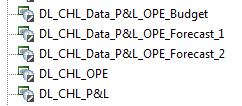 DL_CHL_Data_P&L_OPE_Budget
DL_CHL_Data_P&L_OPE_Forecast_1
DL_CHL_Data_P&L_OPE_Forecast_2
DL_CHL_OPE
DL_CHL_P&L